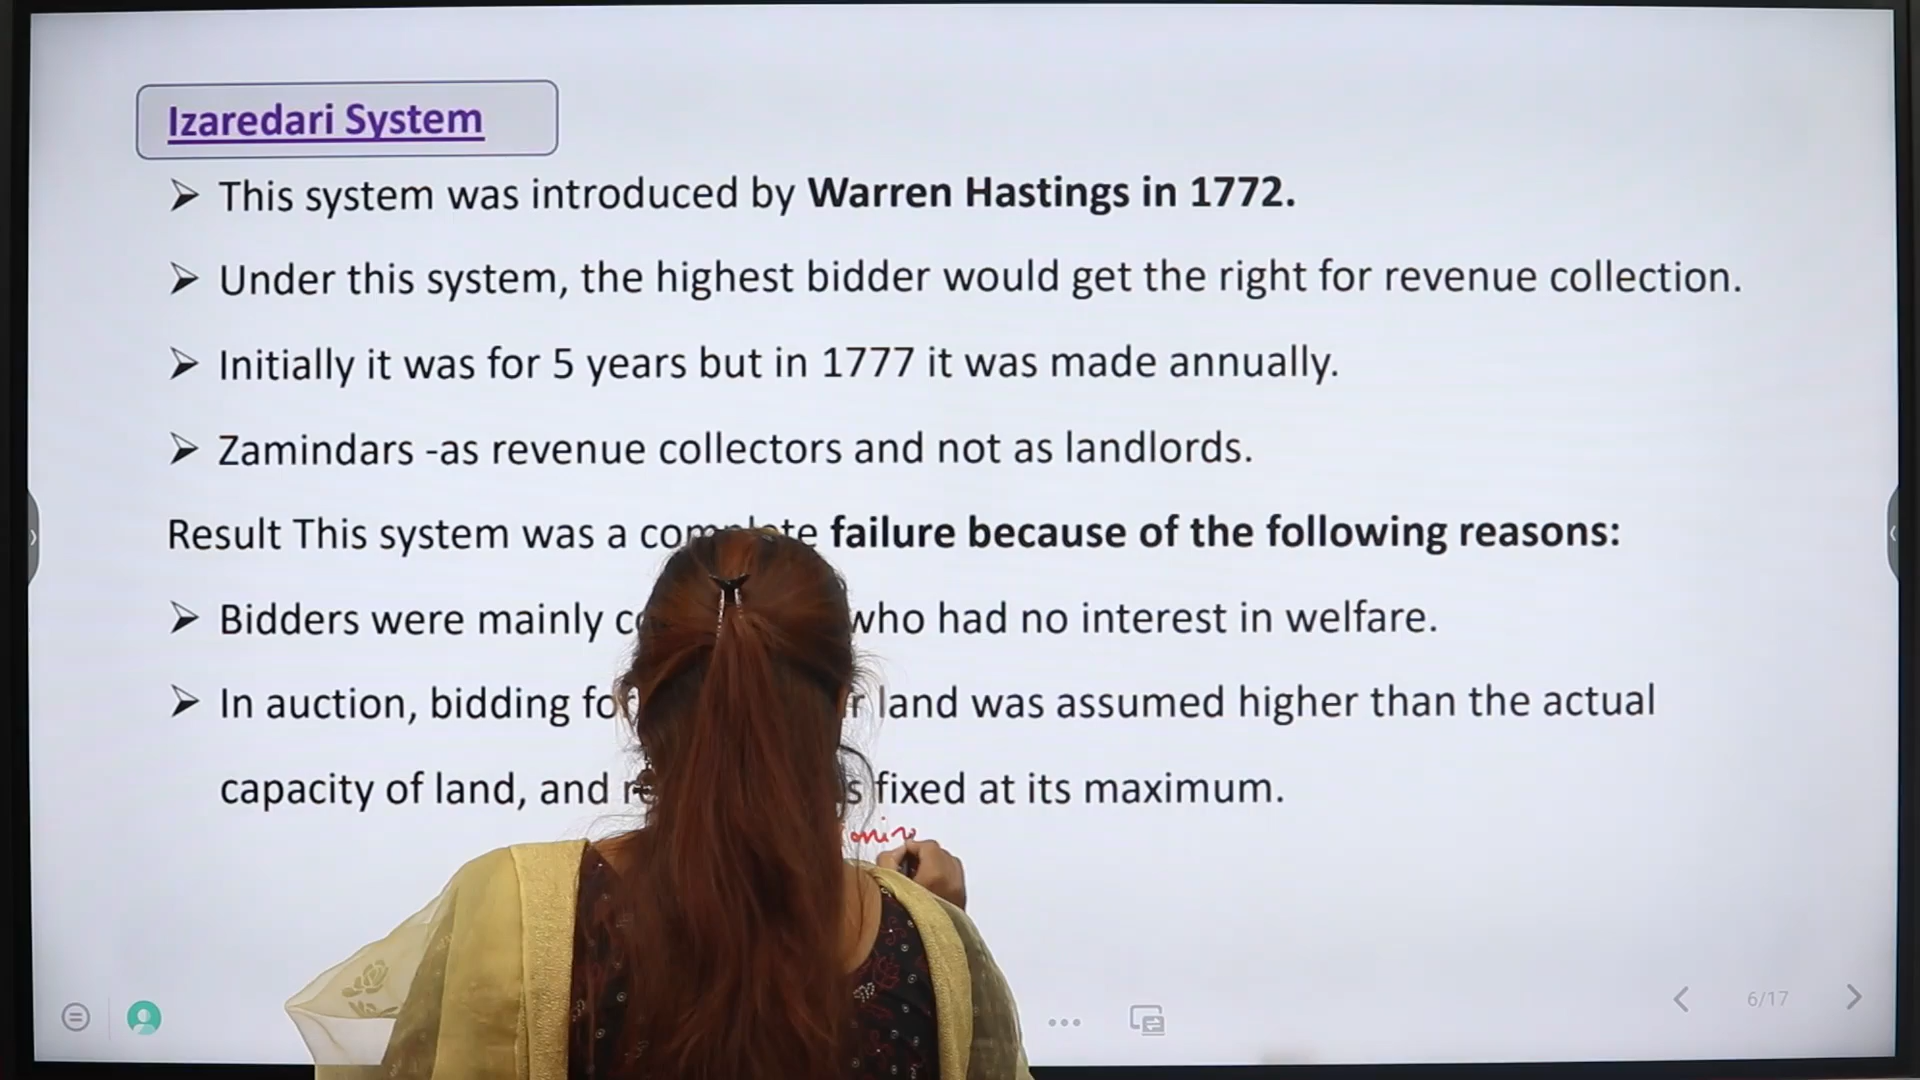 Izaredari System
➢ This system was introduced by Warren Hastings in 1772.
➢ Under this system, the highest bidder would get the right for revenue collection.
➢ Initially it was for 5 years but in 1777 it was made annually.
➢ Zamindars -as revenue collectors and not as landlords.
Result This system was a complete failure because of the following reasons:
➢ Bidders were mainly who had no interest in welfare.
➢ In auction, bidding land was assumed higher than the actual
capacity of land, and fixed at its maximum.
6/17